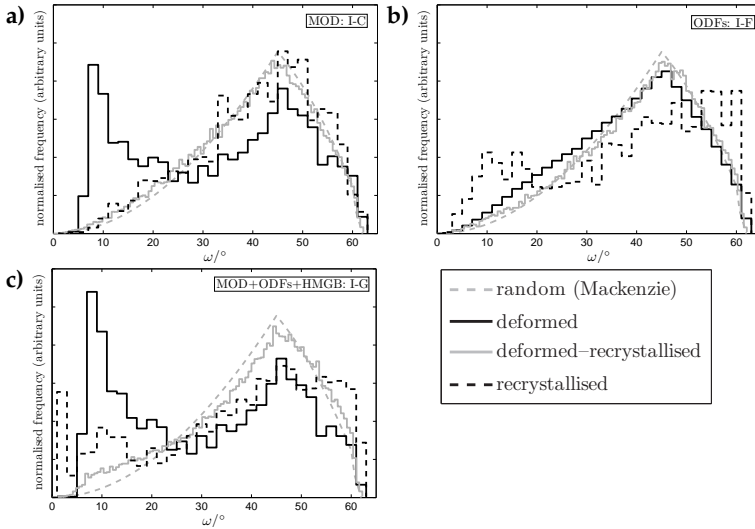 a)
MOD: I-C
normalised frequency (arbitrary units)
0 10 20 30 40 50 60
ω/°
b)
ODFs: I-F
normalised frequency (arbitrary units)
0 10 20 30 40 50 60
ω/°
c)
MOD+ODFs+HMGB: I-G
normalised frequency (arbitrary units)
0 10 20 30 40 50 60
ω/°
random (Mackenzie)
deformed
deformed–recrystallised
recrystallised